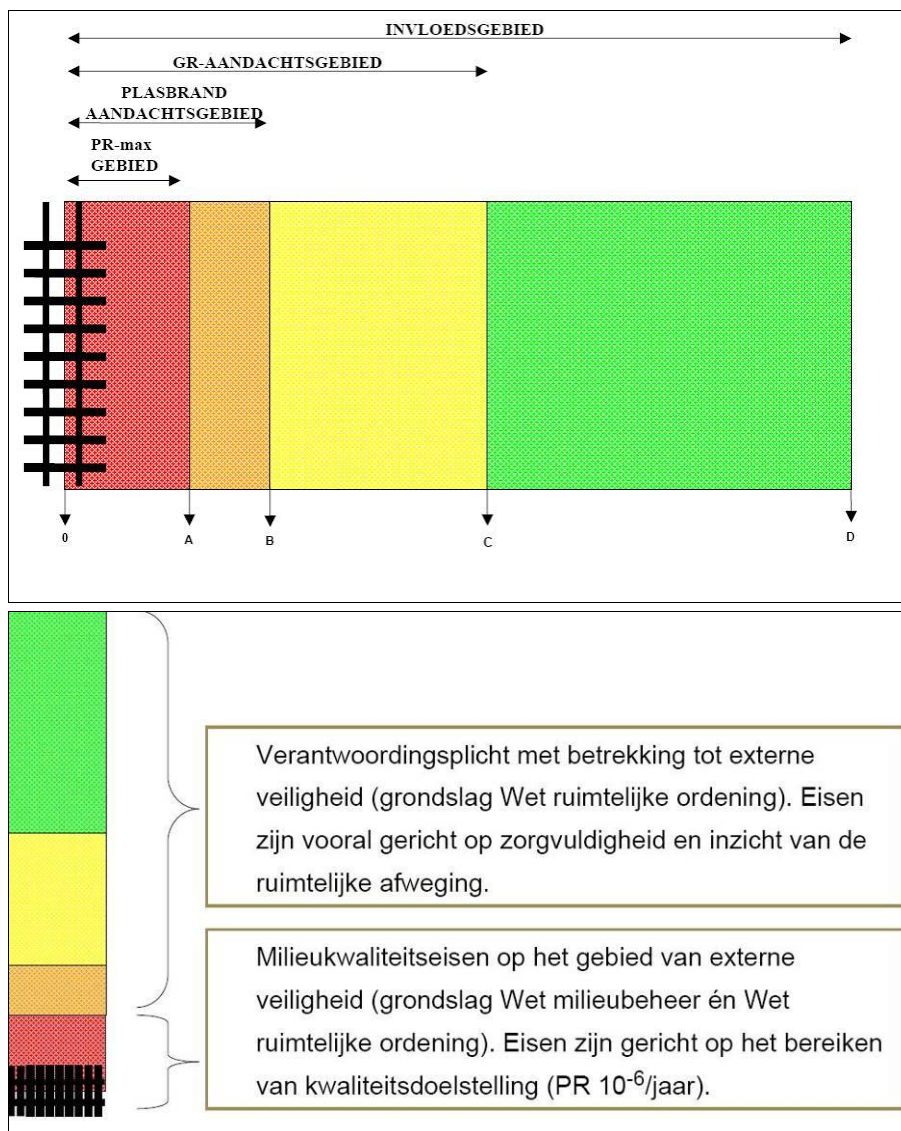 INVLOEDSGEBIED
GR-AANDACHTSGEBIED
PLASBRAND
AANDACHTSGEBIED
PR-max
GEBIED
0
A
B
C
D
Verantwoordingsplicht met betrekking tot externe
veiligheid (grondslag Wet ruimtelijke ordening). Eisen
zijn vooral gericht op zorgvuldigheid en inzicht van de
ruimtelijke afweging.
Milieukwaliteitseisen op het gebied van externe
veiligheid (grondslag Wet milieubeheer én Wet
ruimtelijke ordening). Eisen zijn gericht op het bereiken
van kwaliteitsdoelstelling (PR 10⁻⁶/jaar).